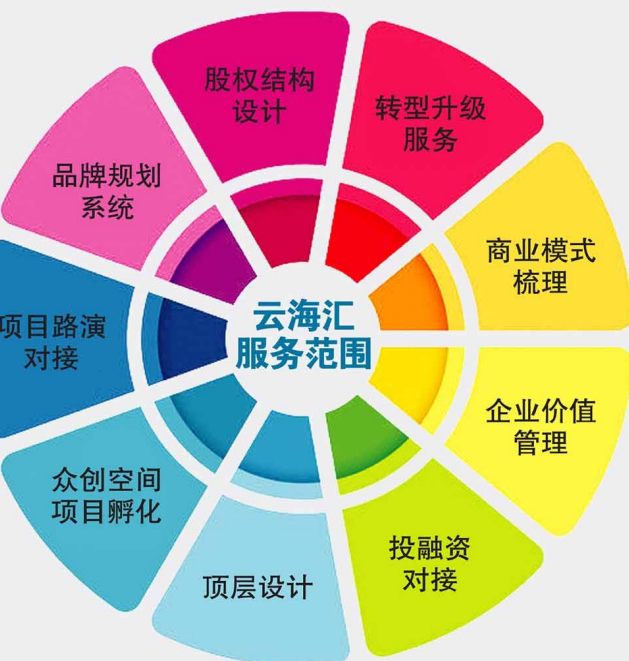 云海汇
服务范围
股权结构
设计
转型升级
服务
商业模式
梳理
企业价值
管理
投融资
对接
顶层设计
众创空间
项目孵化
项目路演
对接
品牌规划
系统